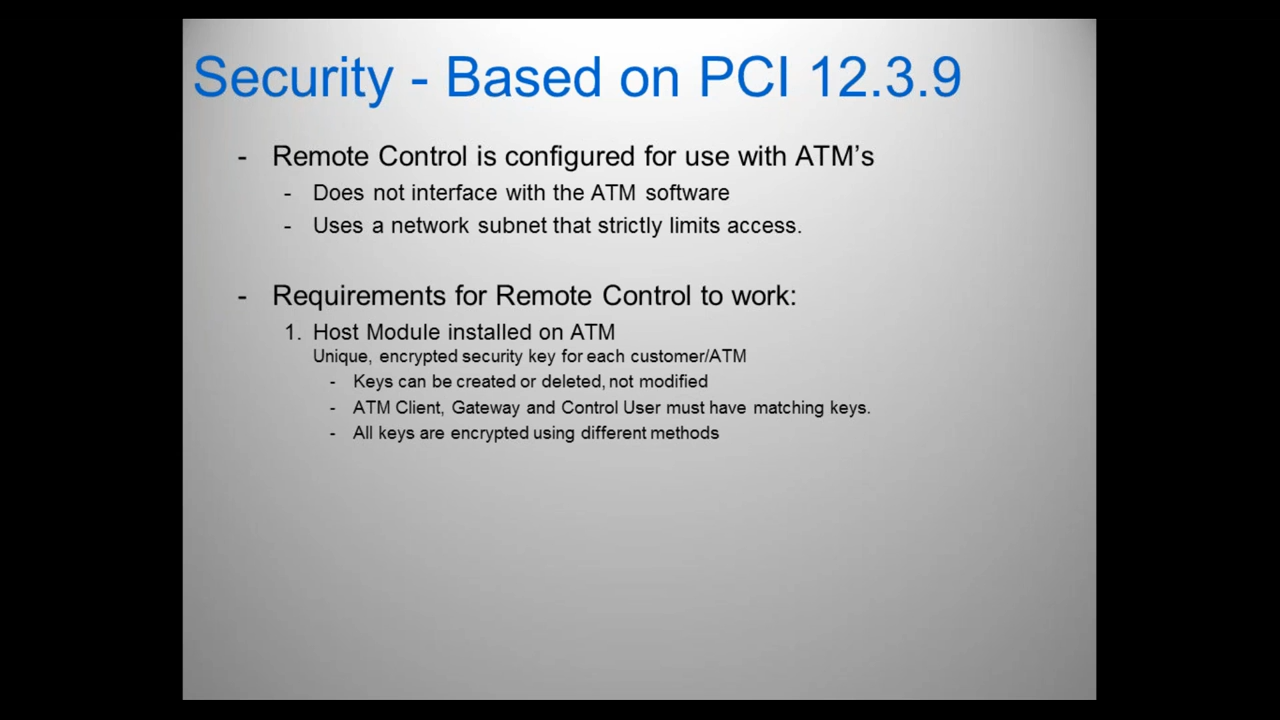 Security - Based on PCI 12.3.9
- Remote Control is configured for use with ATM’s
- Does not interface with the ATM software
- Uses a network subnet that strictly limits access.
- Requirements for Remote Control to work:
1. Host Module installed on ATM
Unique, encrypted security key for each customer/ATM
- Keys can be created or deleted, not modified
- ATM Client, Gateway and Control User must have matching keys.
- All keys are encrypted using different methods